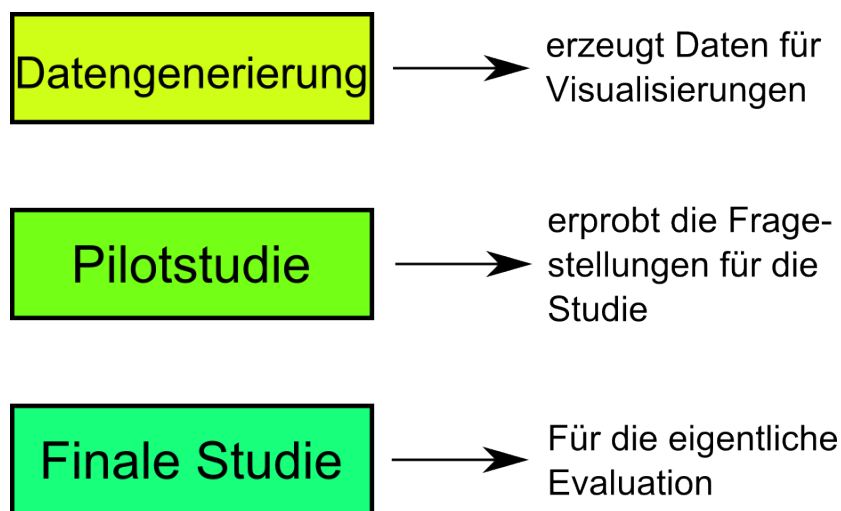 Datengenerierung
erzeugt Daten für
Visualisierungen
Pilotstudie
erprobt die Frage-
stellungen für die
Studie
Finale Studie
Für die eigentliche
Evaluation